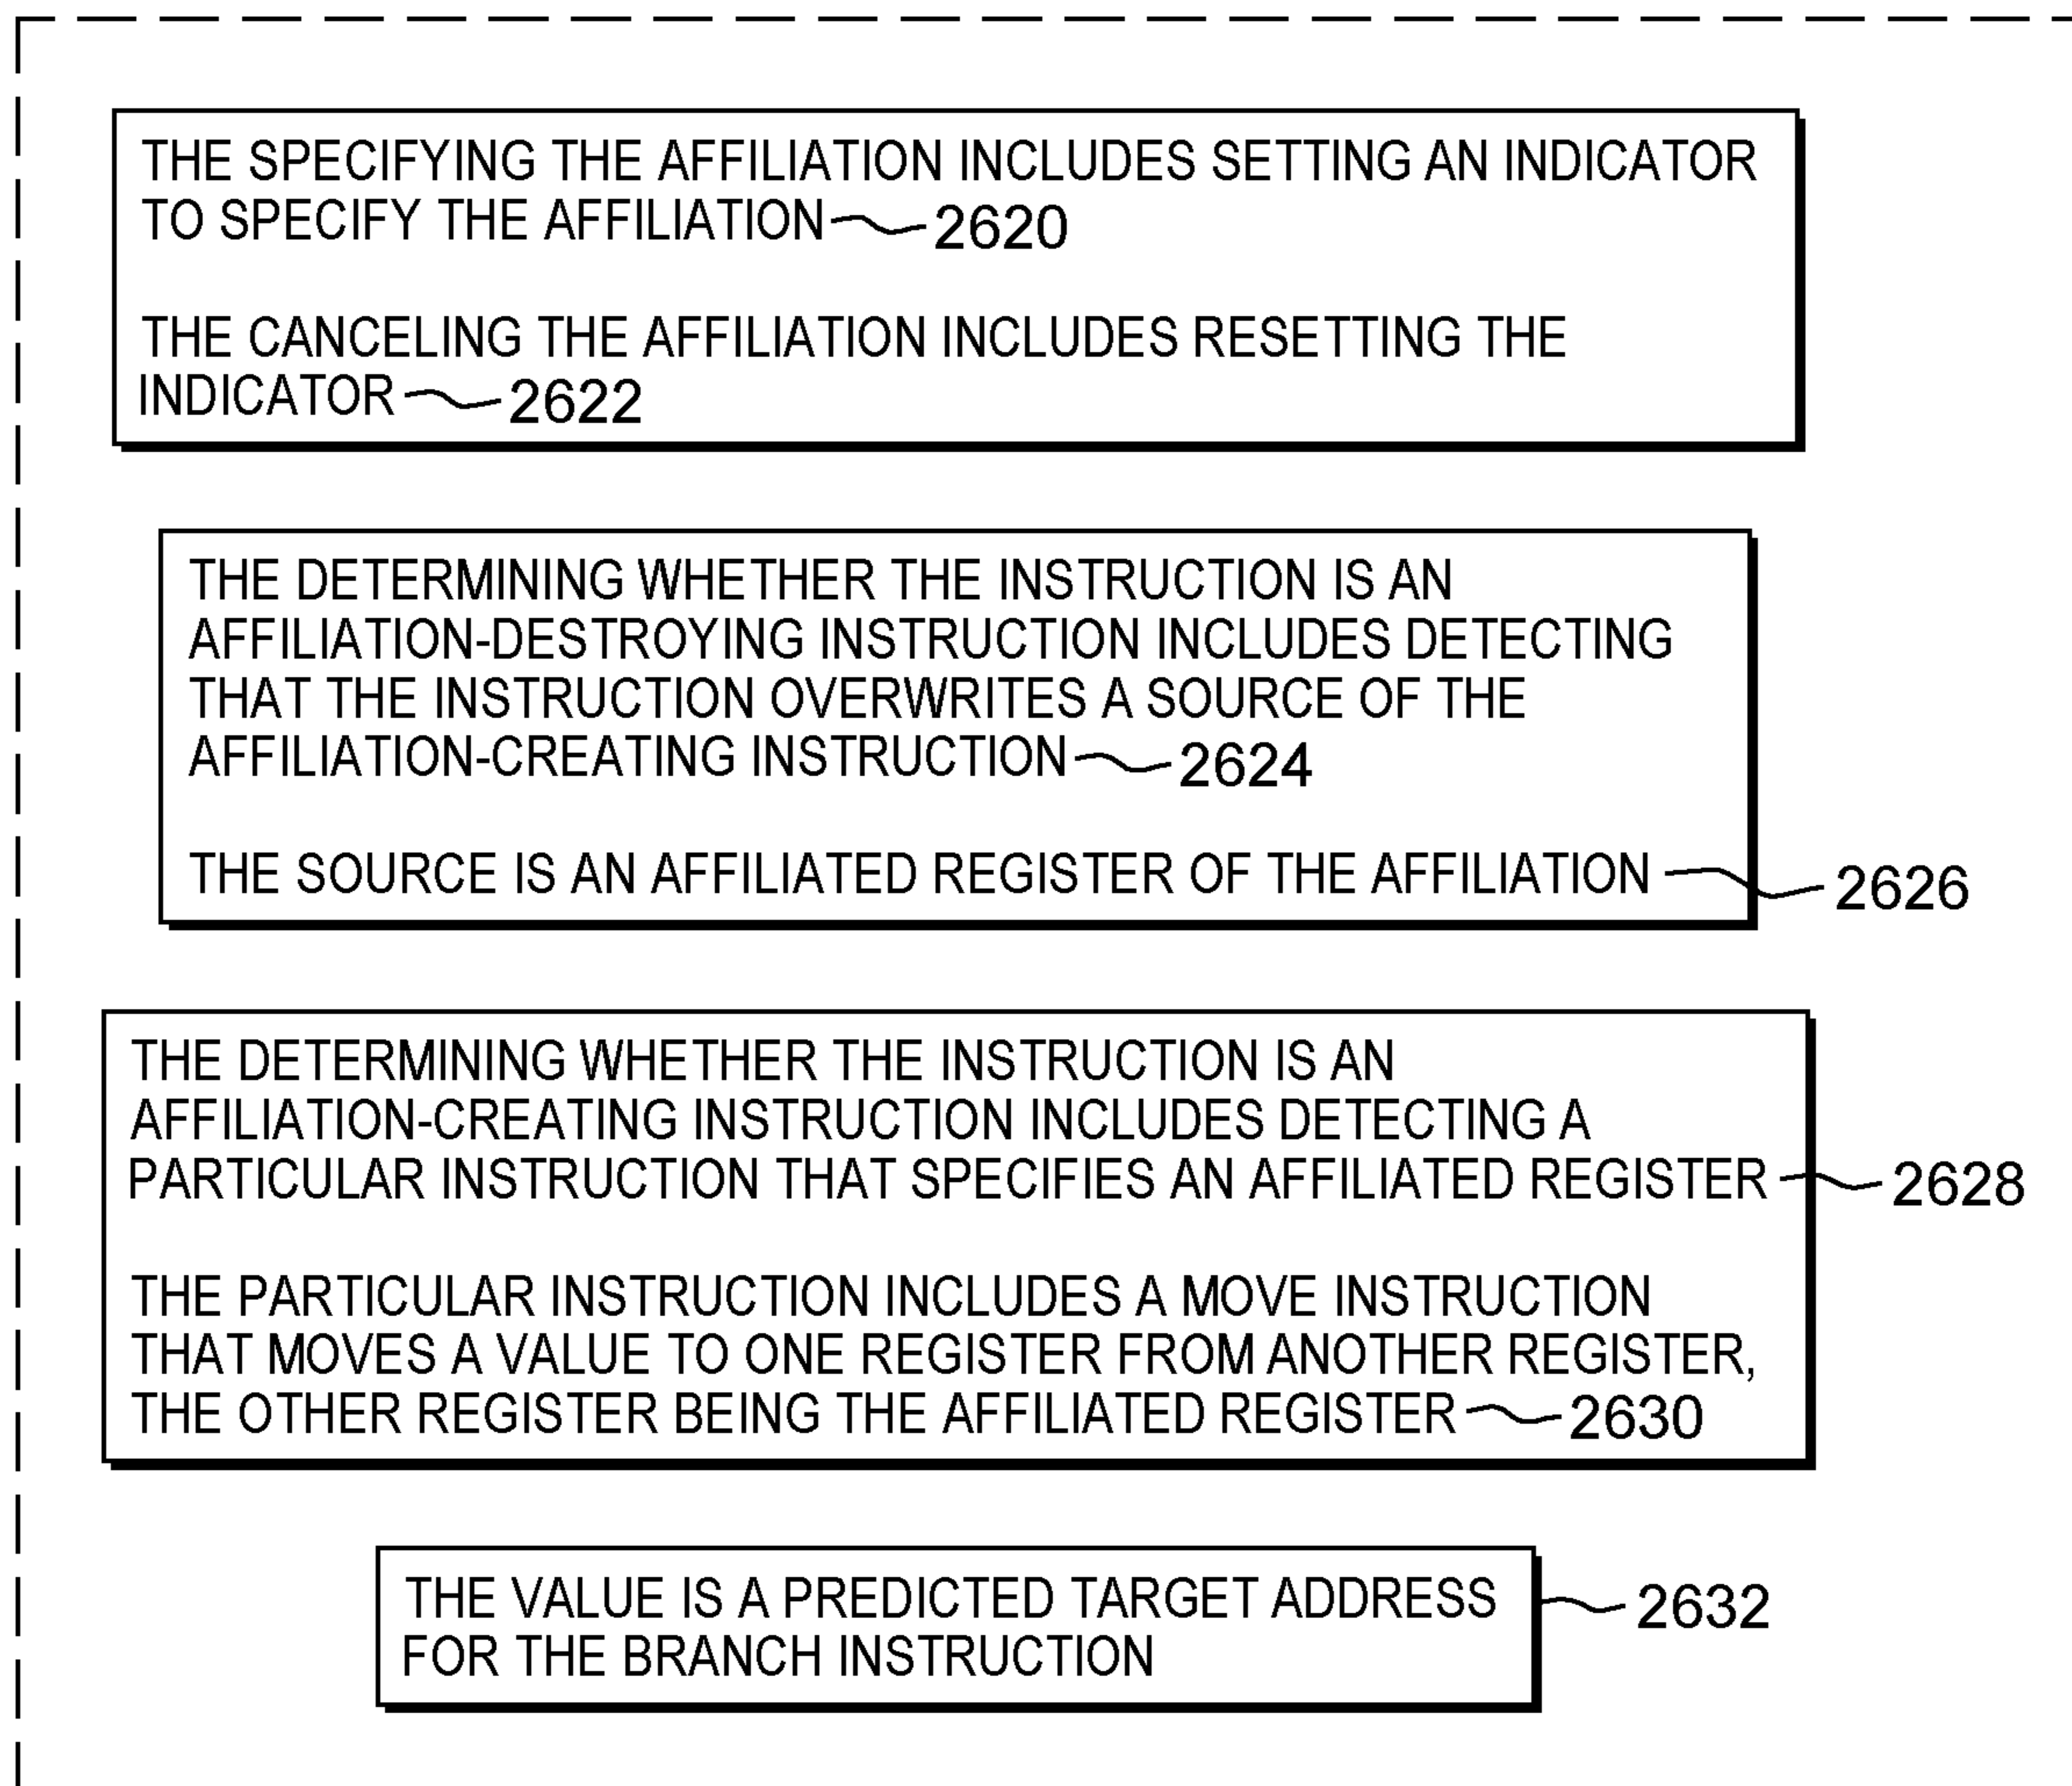 THE SPECIFYING THE AFFILIATION INCLUDES SETTING AN INDICATOR
TO SPECIFY THE AFFILIATION 2620
THE CANCELING THE AFFILIATION INCLUDES RESETTING THE
INDICATOR 2622
THE DETERMINING WHETHER THE INSTRUCTION IS AN
AFFILIATION-DESTROYING INSTRUCTION INCLUDES DETECTING
THAT THE INSTRUCTION OVERWRITES A SOURCE OF THE
AFFILIATION-CREATING INSTRUCTION 2624
THE SOURCE IS AN AFFILIATED REGISTER OF THE AFFILIATION 2626
THE DETERMINING WHETHER THE INSTRUCTION IS AN
AFFILIATION-CREATING INSTRUCTION INCLUDES DETECTING A
PARTICULAR INSTRUCTION THAT SPECIFIES AN AFFILIATED REGISTER 2628
THE PARTICULAR INSTRUCTION INCLUDES A MOVE INSTRUCTION
THAT MOVES A VALUE TO ONE REGISTER FROM ANOTHER REGISTER,
THE OTHER REGISTER BEING THE AFFILIATED REGISTER 2630
THE VALUE IS A PREDICTED TARGET ADDRESS 2632
FOR THE BRANCH INSTRUCTION